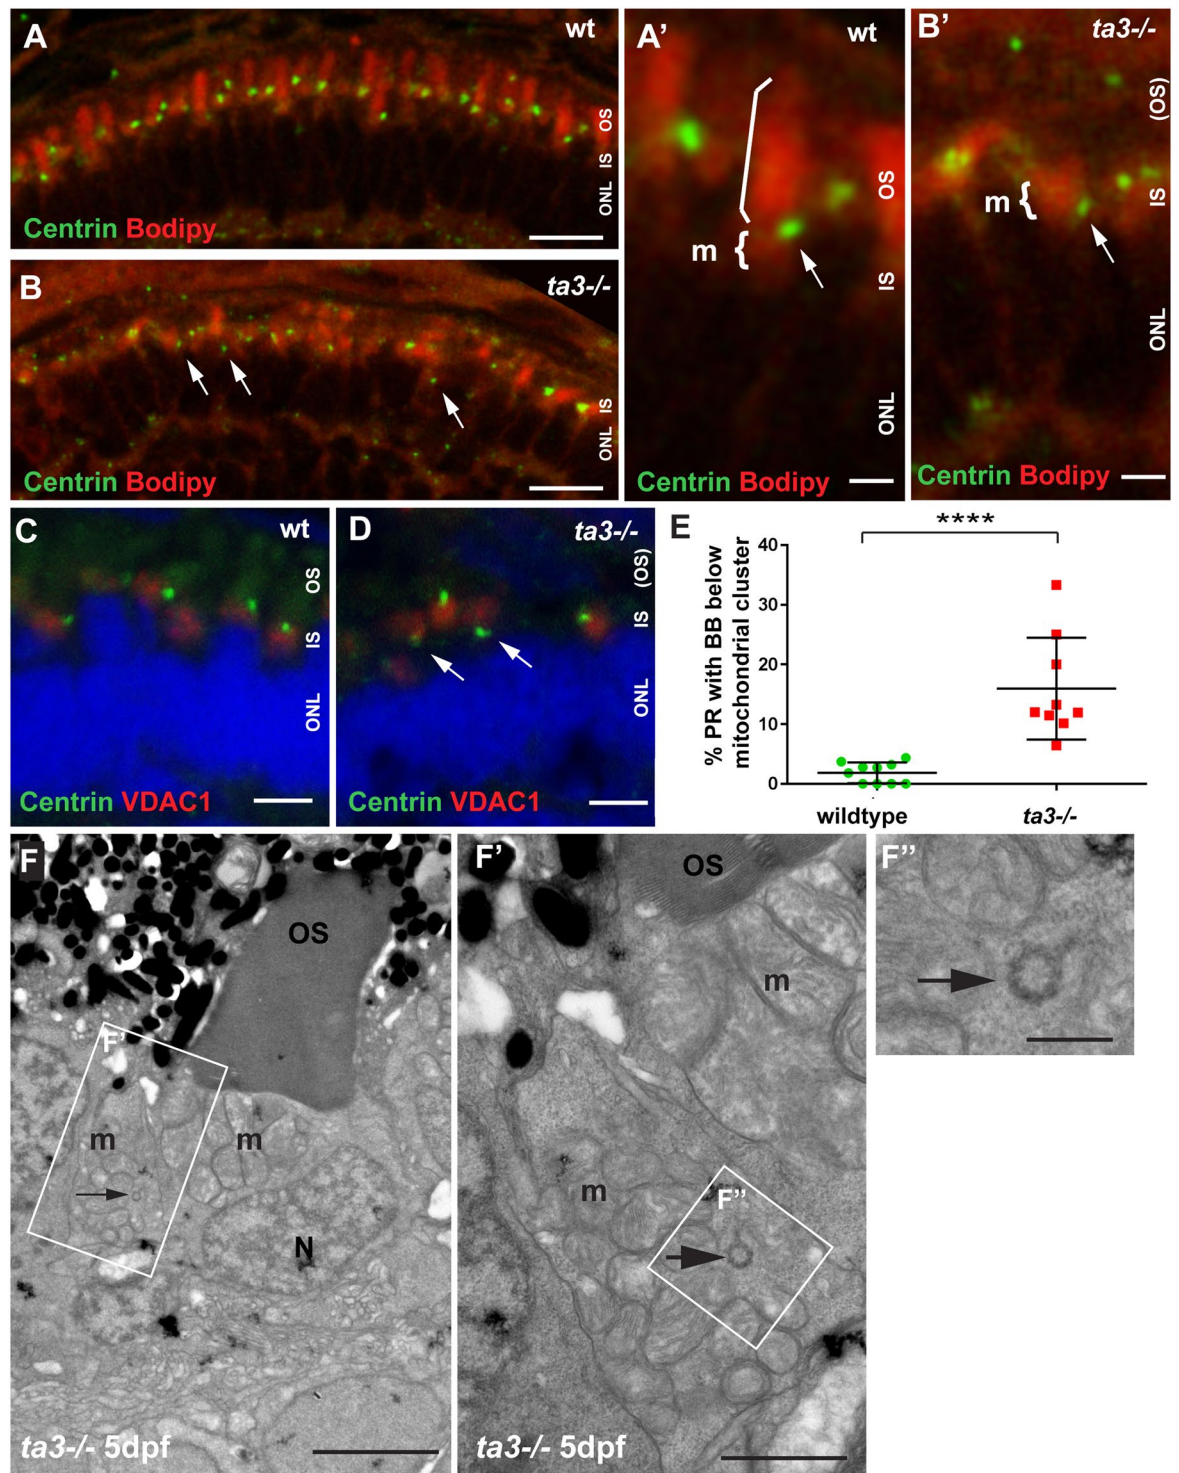 A
wt
OS
IS
ONL
Centrin Bodipy
B
ta3-/-
IS
ONL
Centrin Bodipy
A’
wt
m {
OS
IS
ONL
Centrin Bodipy
B’
ta3-/-
(OS)
m {
IS
ONL
Centrin Bodipy
C
wt
OS
IS
ONL
Centrin VDAC1
D
ta3-/-
(OS)
IS
ONL
Centrin VDAC1
E
****
% PR with BB below
mitochondrial cluster
40
30
20
10
0
wildtype
ta3-/-
F
OS
F’
m
m
N
ta3-/- 5dpf
F’
OS
m
m
F’’
ta3-/- 5dpf
F’’